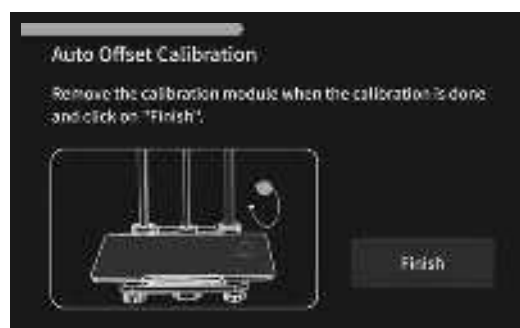 Auto Offset Calibration
Remove the calibration module when the calibration is done
and click on "Finish".
Finish